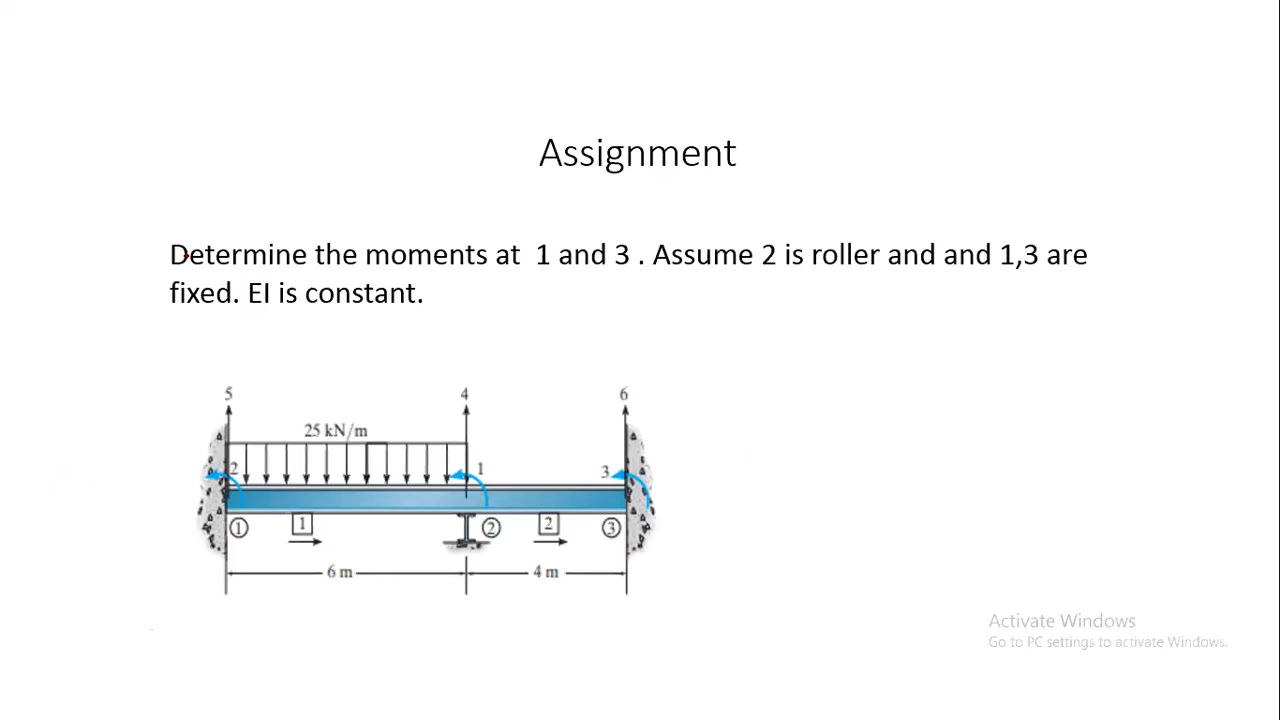 Assignment
Determine the moments at 1 and 3 . Assume 2 is roller and and 1,3 are
fixed. EI is constant.
5 4 6
25 kN/m
2 1 3
① 1 ② 2 ③
6 m 4 m
Activate Windows
Go to PC settings to activate Windows.